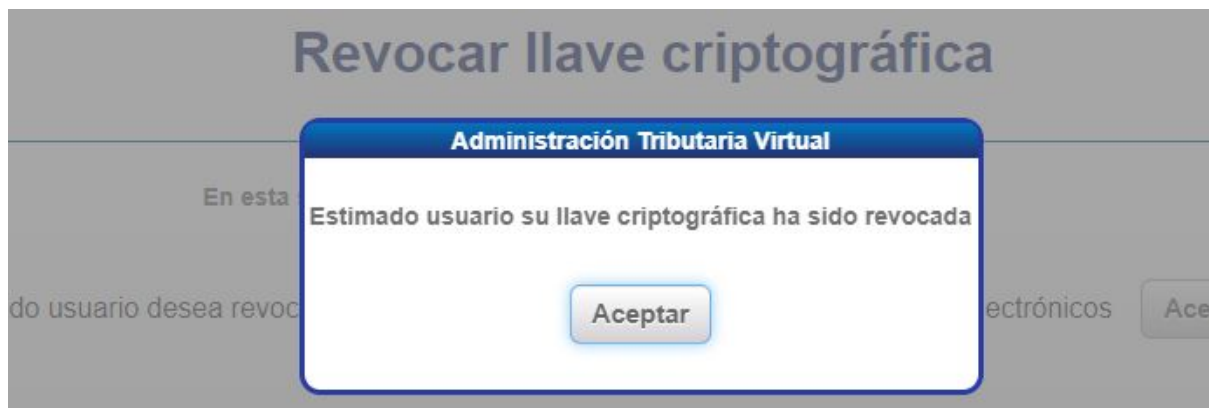 Revocar llave criptográfica
Administración Tributaria Virtual
En esta
Estimado usuario su llave criptográfica ha sido revocada
do usuario desea revoc
ectrónicos
Ace
Aceptar